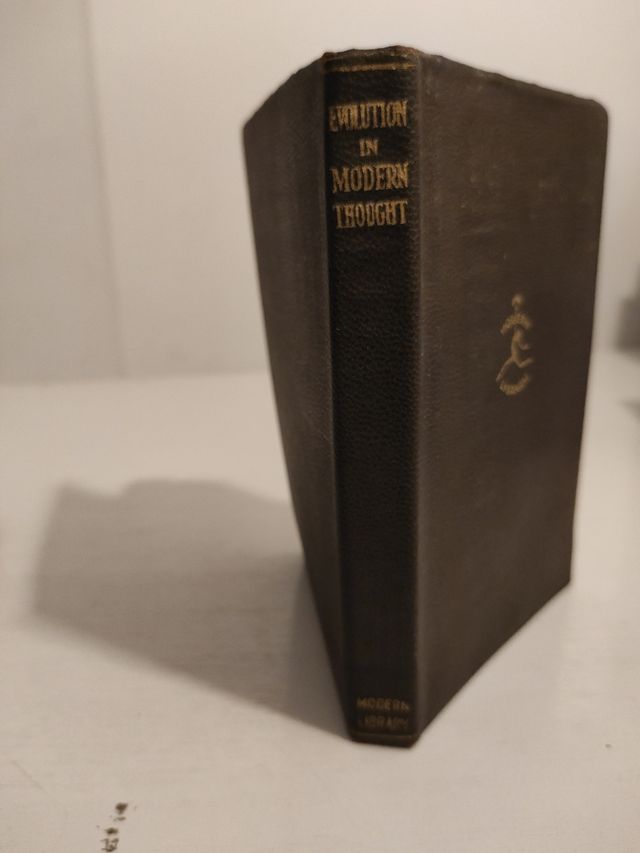 EVOLUTION
IN
MODERN
THOUGHT
MODERN
LIBRARY